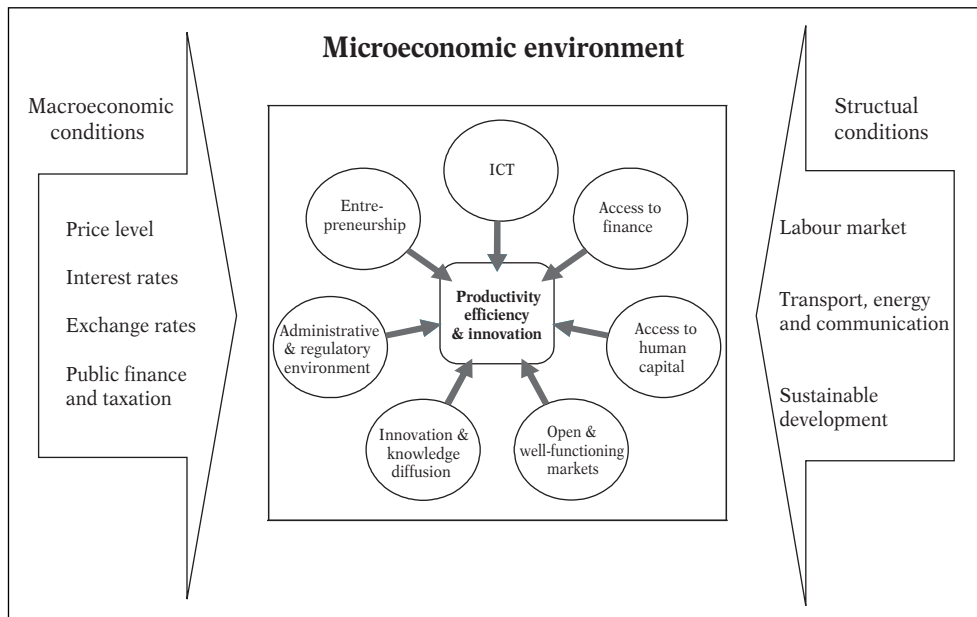 Microeconomic environment
Macroeconomic
conditions
Price level
Interest rates
Exchange rates
Public finance
and taxation
ICT
Entre-
preneurship
Access to
finance
Productivity
efficiency
& innovation
Administrative
& regulatory
environment
Access to
human
capital
Innovation &
knowledge
diffusion
Open &
well-functioning
markets
Structual
conditions
Labour market
Transport, energy
and communication
Sustainable
development